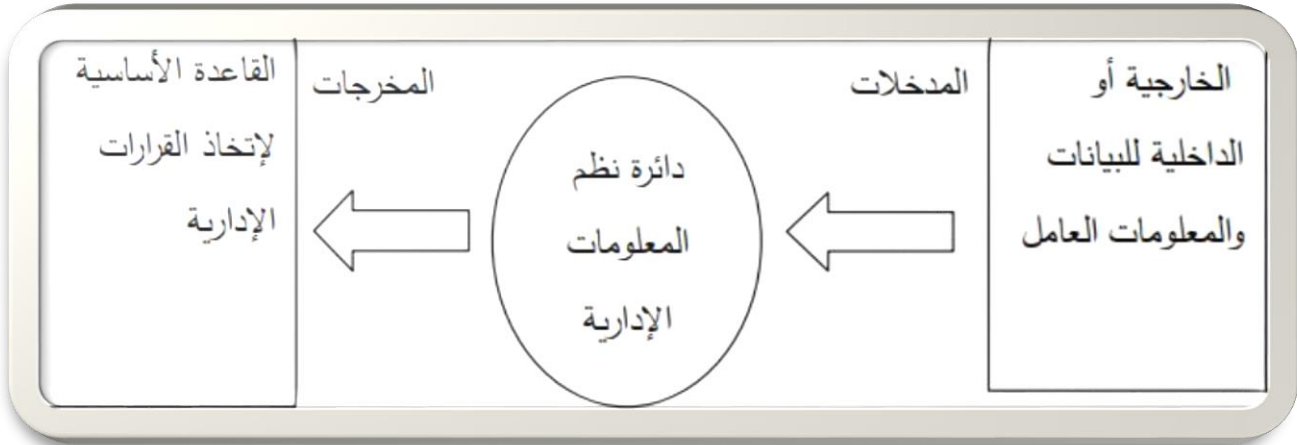 الخارجية أو
الداخلية للبيانات
والمعلومات العامل
المدخلات
دائرة نظم
المعلومات
الإدارية
المخرجات
القاعدة الأساسية
لإتخاذ القرارات
الإدارية